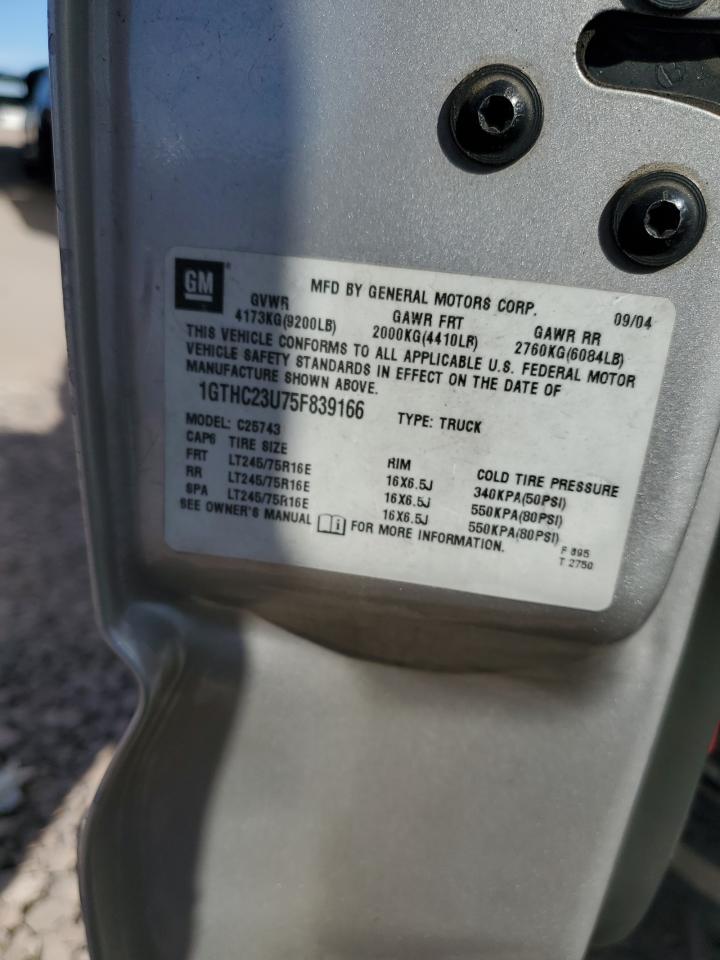 GM ®
MFD BY GENERAL MOTORS CORP. 09/04
GVWR GAWR FRT GAWR RR
4173KG(9200LB) 2000KG(4410LB) 2760KG(6084LB)
THIS VEHICLE CONFORMS TO ALL APPLICABLE U.S. FEDERAL MOTOR
VEHICLE SAFETY STANDARDS IN EFFECT ON THE DATE OF
MANUFACTURE SHOWN ABOVE.
1GTHC23U75F839166 TYPE: TRUCK
MODEL: C25743
CAP6 TIRE SIZE RIM COLD TIRE PRESSURE
FRT LT245/75R16E 16X6.5J 340KPA(50PSI)
RR LT245/75R16E 16X6.5J 550KPA(80PSI)
SPA LT245/75R16E 16X6.5J 550KPA(80PSI)
SEE OWNER'S MANUAL i FOR MORE INFORMATION.
F 895
T 2750